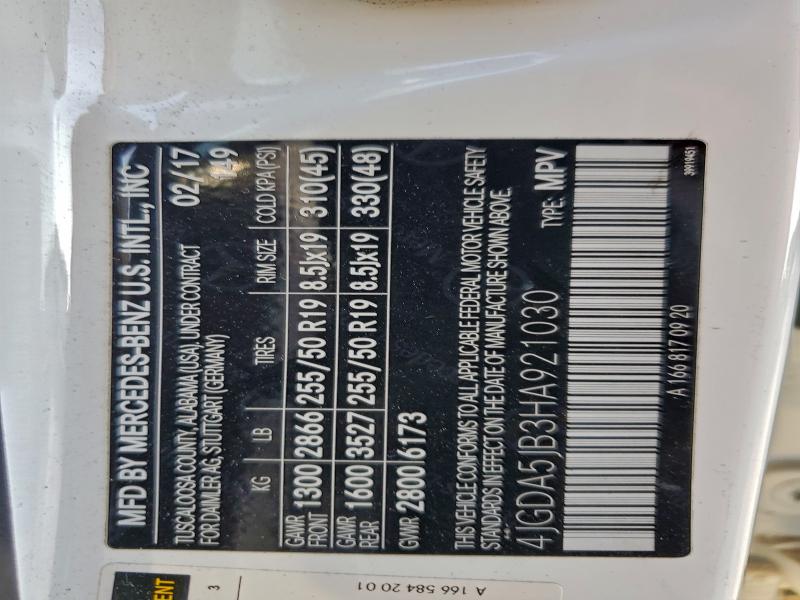 MFD BY MERCEDES-BENZ U.S. INTL., INC
TUSCALOOSA COUNTY, ALABAMA (USA), UNDER CONTRACT 02/17
FOR DAIMLER AG, STUTTGART (GERMANY) 149
KG LB TIRES RIM SIZE COLD KPA (PSI)
GAWR FRONT 1300 2866 255/50 R19 8.5Jx19 310(45)
GAWR REAR 1600 3527 255/50 R19 8.5Jx19 330(48)
GVWR 2800 6173
THIS VEHICLE CONFORMS TO ALL APPLICABLE FEDERAL MOTOR VEHICLE SAFETY
STANDARDS IN EFFECT ON THE DATE OF MANUFACTURE SHOWN ABOVE.
**
4JGDA5JB3HA921030 TYPE: MPV
A 166 817 09 20 39919451
3
A 166 584 20 01